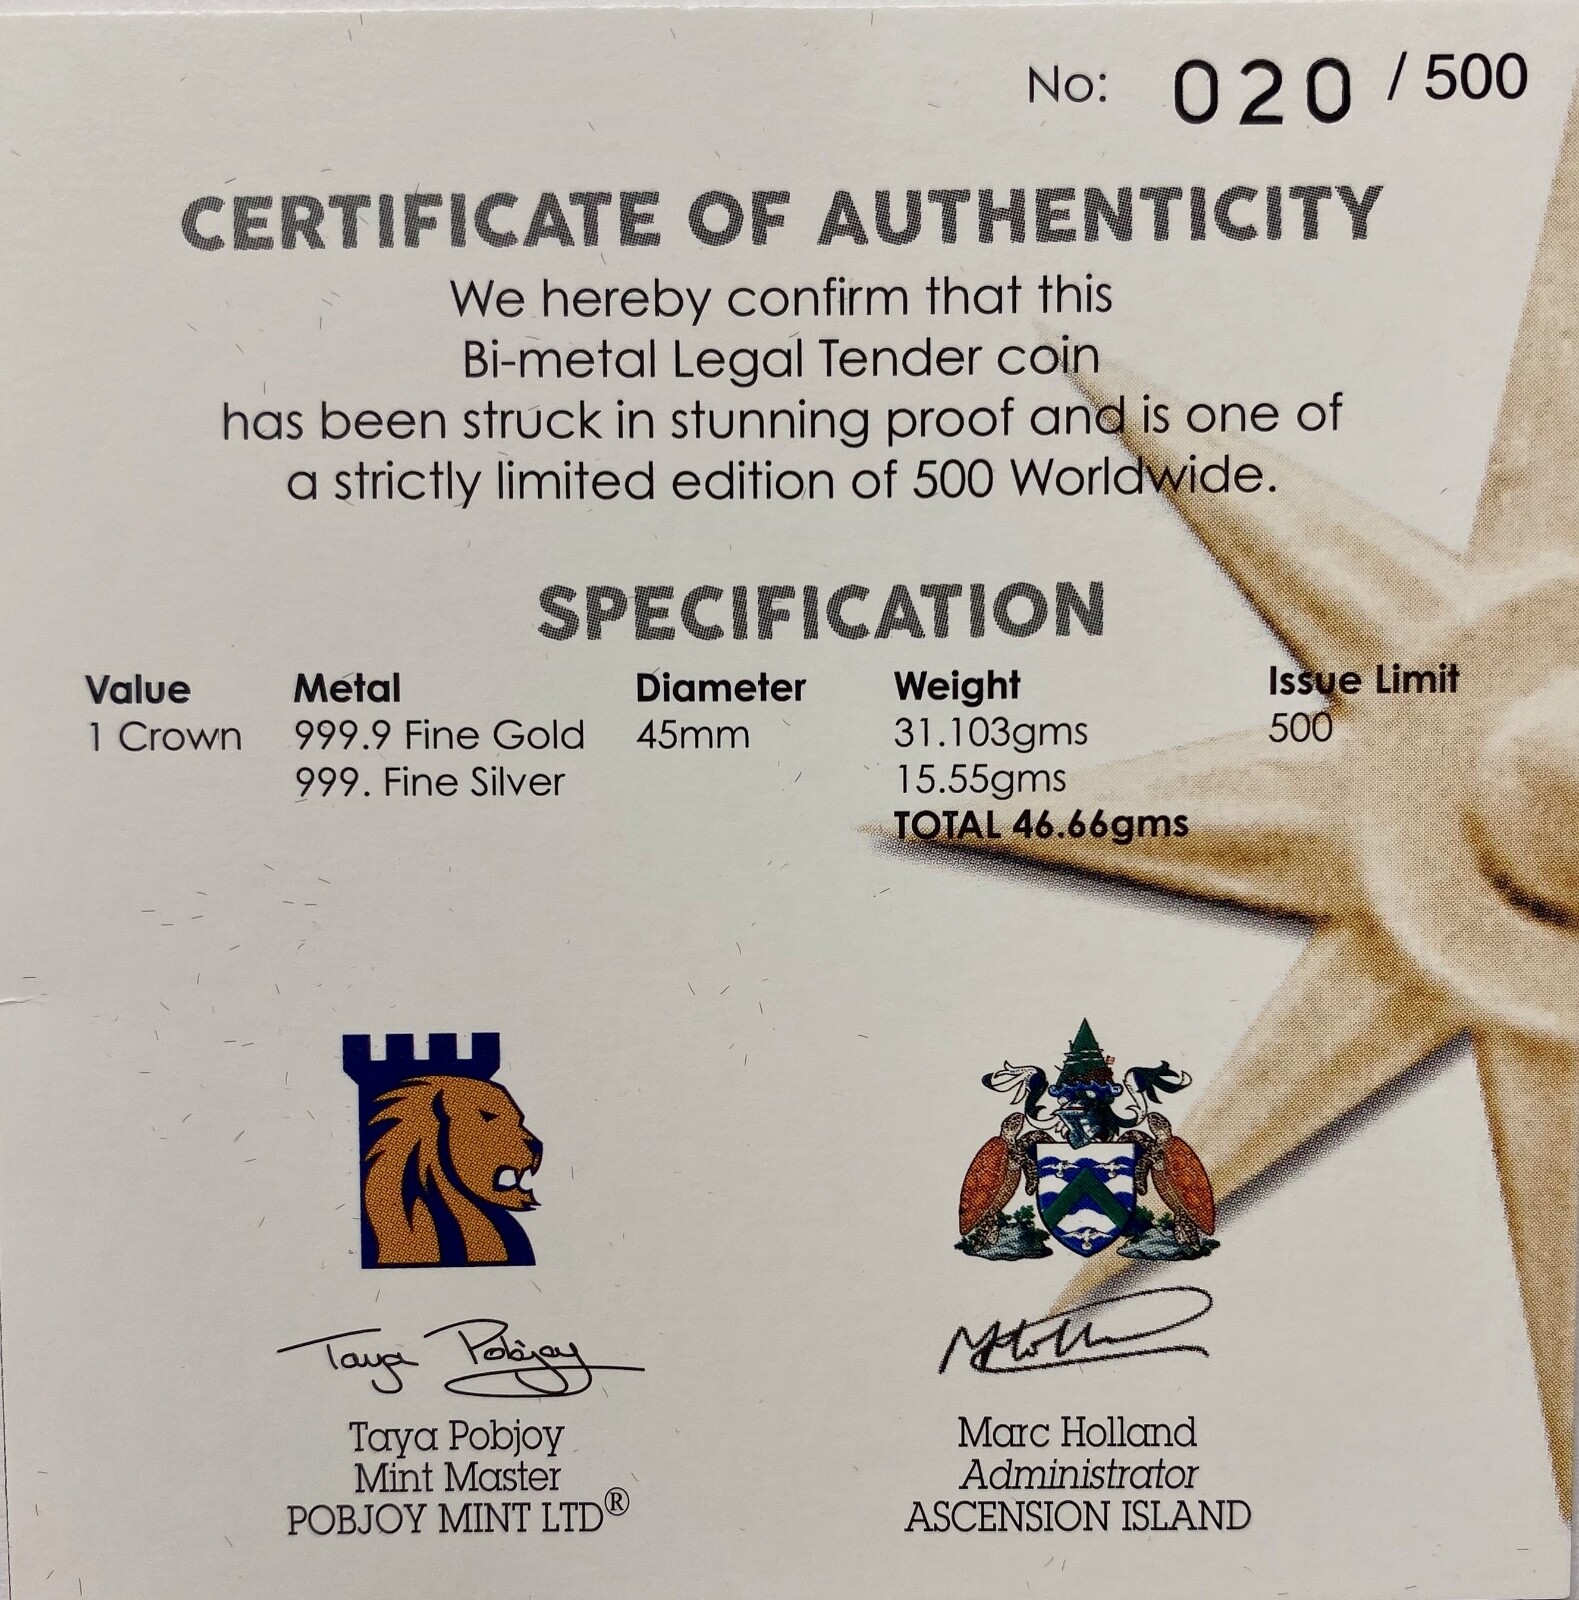 No: 020 / 500
CERTIFICATE OF AUTHENTICITY
We hereby confirm that this
Bi-metal Legal Tender coin
has been struck in stunning proof and is one of
a strictly limited edition of 500 Worldwide.
SPECIFICATION
Value Metal Diameter Weight Issue Limit
1 Crown 999.9 Fine Gold 45mm 31.103gms 500
999. Fine Silver 15.55gms
TOTAL 46.66gms
Taya Pobjoy
Taya Pobjoy
Mint Master
POBJOY MINT LTD®
Marc Holland
Administrator
ASCENSION ISLAND